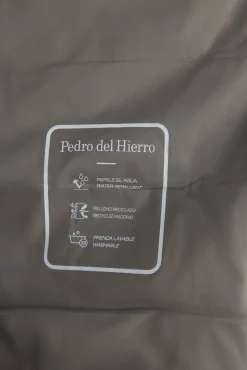 Pedro del Hierro
REPELE EL AGUA
WATER REPELLENT
RELLENO RECICLADO
RECYCLED PADDING
PRENDA LAVABLE
WASHABLE